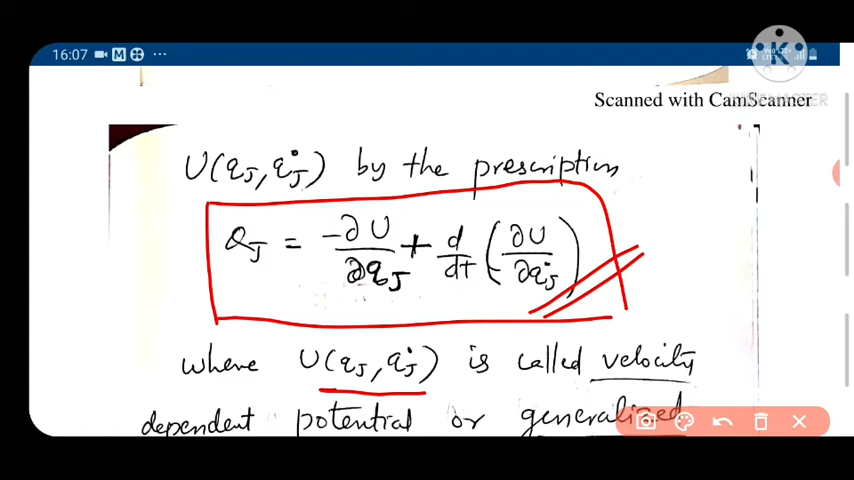 16:07 M ...
KINEMASTER
Scanned with CamScanner
U(qJ, q̇J) by the prescription
QJ = -∂U/∂qJ + d/dt (∂U/∂q̇J)
where U(qJ, q̇J) is called velocity
dependent potential or generalized